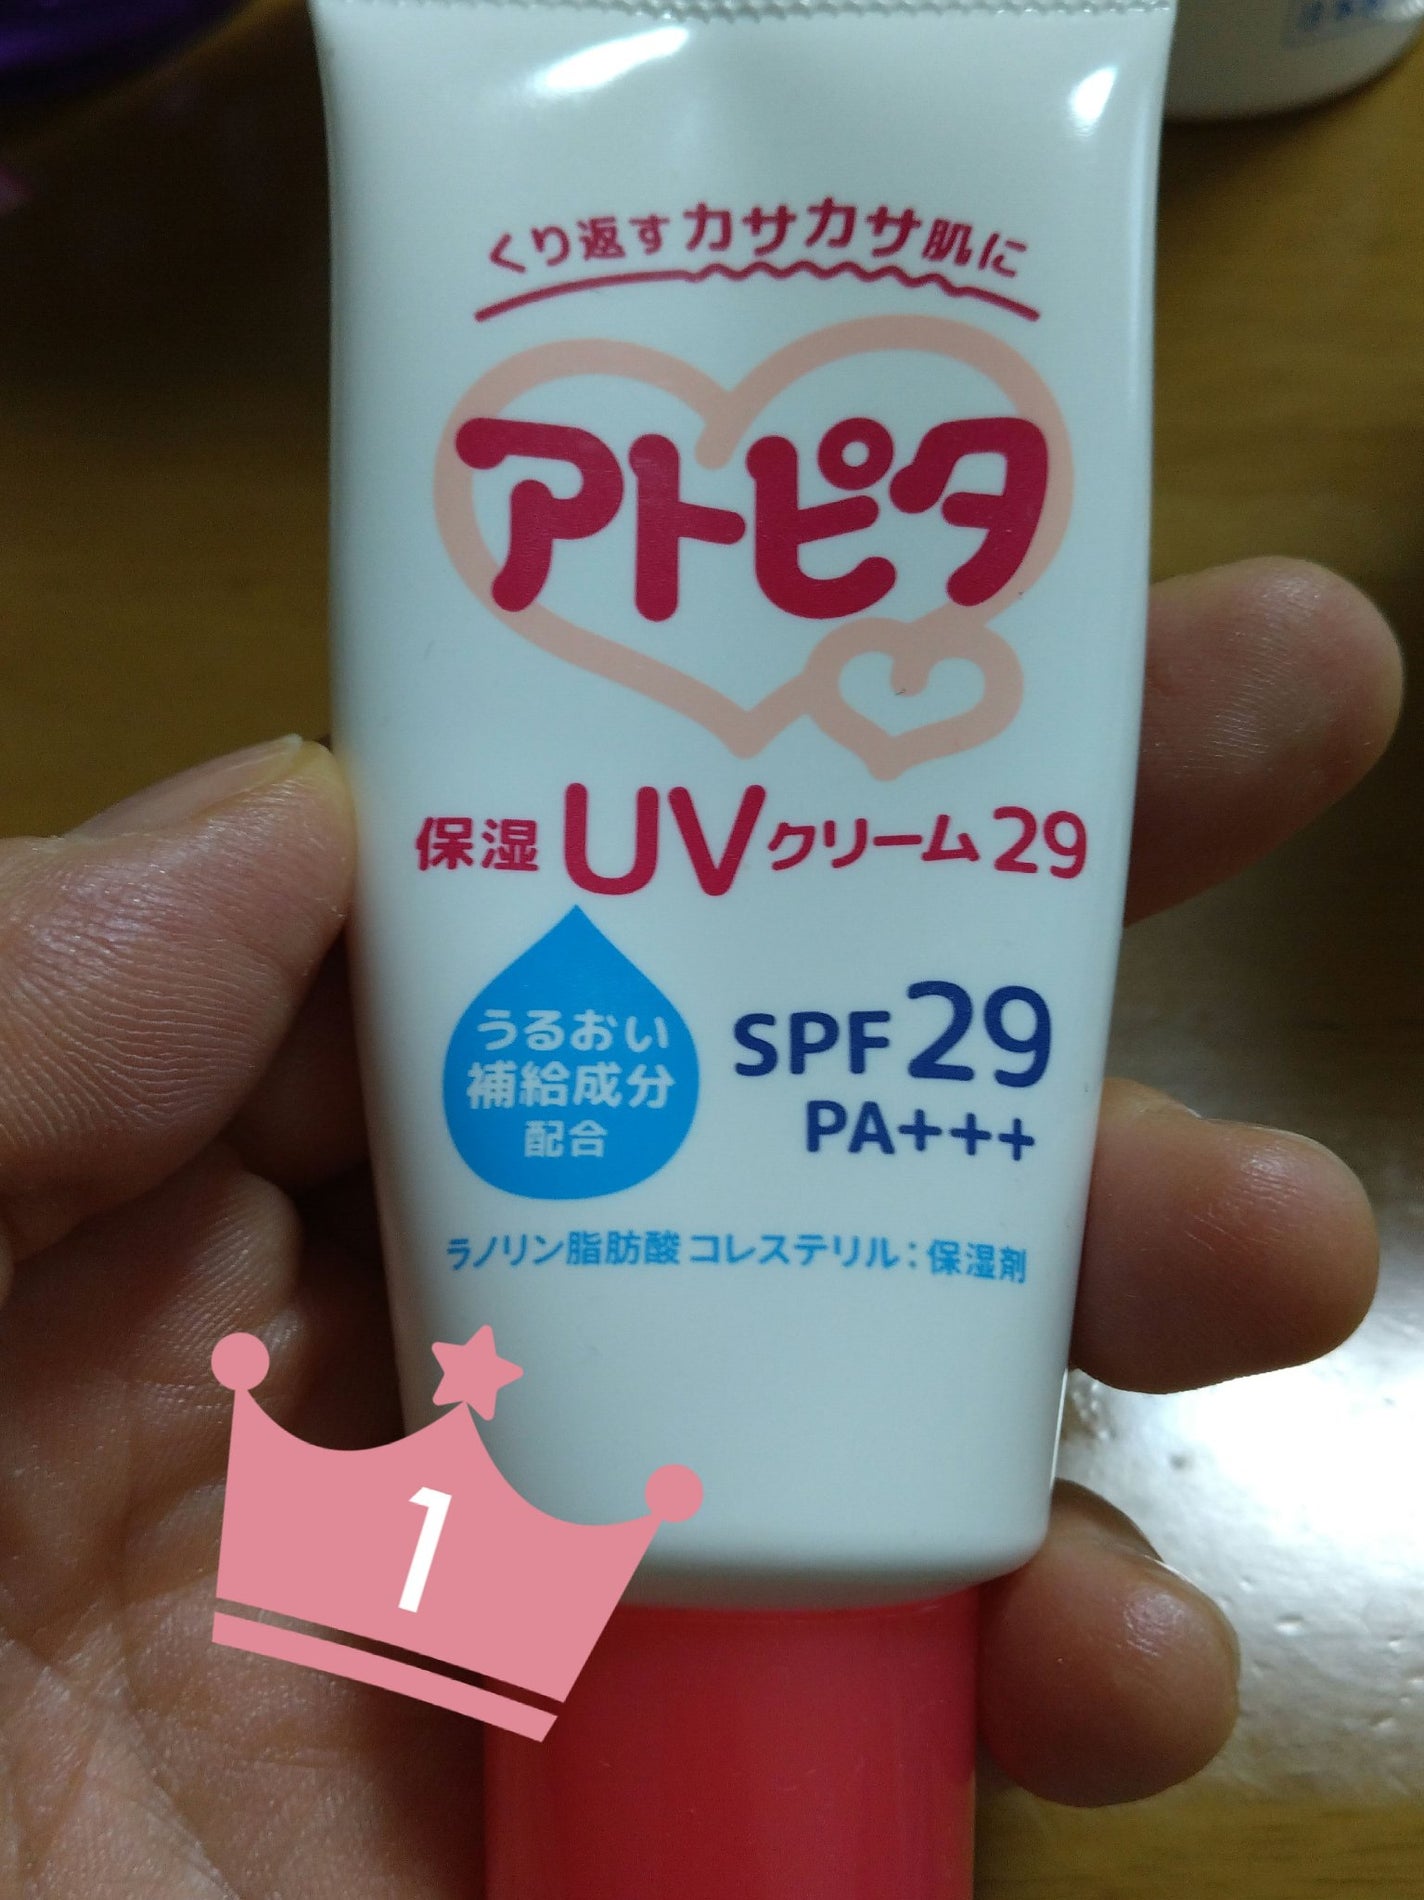 くり返すカサカサ肌に
アトピタ
保湿UVクリーム29
うるおい
補給成分
配合
SPF29
PA+++
ラノリン脂肪酸コレステリル:保湿剤
1